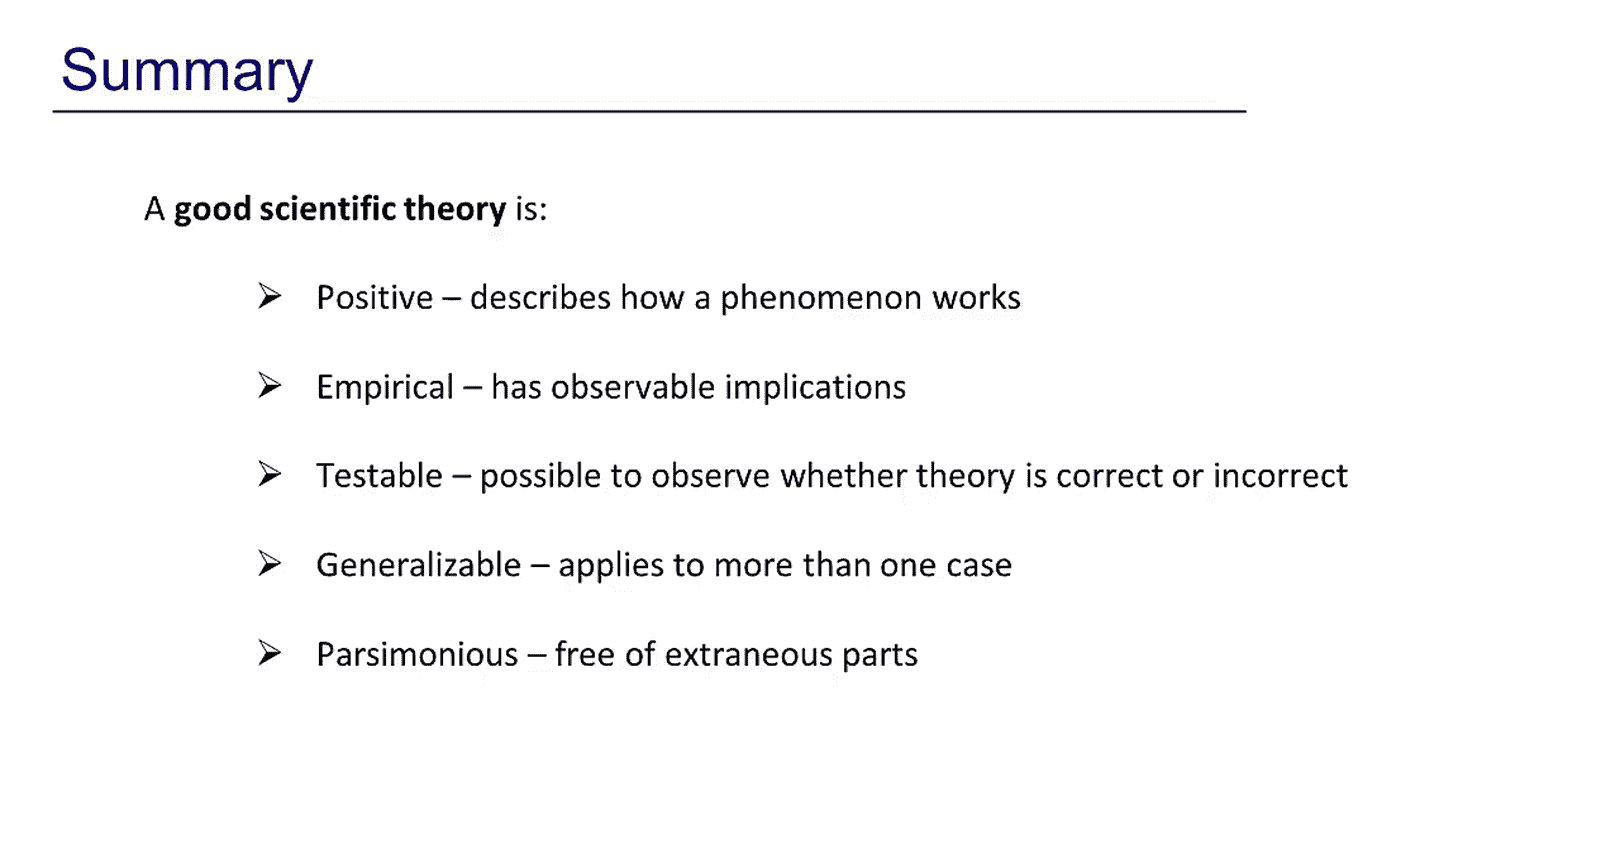 Summary
A good scientific theory is:
➢ Positive – describes how a phenomenon works
➢ Empirical – has observable implications
➢ Testable – possible to observe whether theory is correct or incorrect
➢ Generalizable – applies to more than one case
➢ Parsimonious – free of extraneous parts